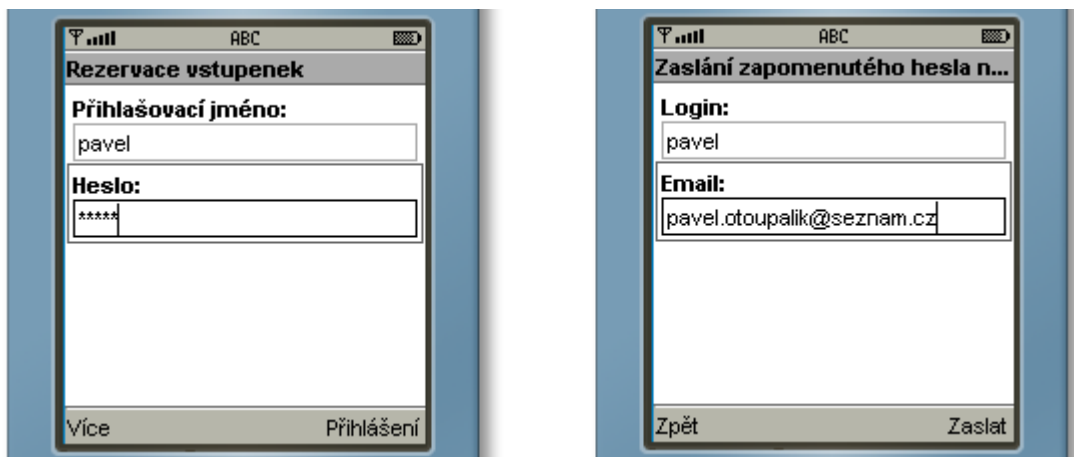 ABC
Rezervace vstupenek
Přihlašovací jméno:
pavel
Heslo:
*****
Více Přihlášení
ABC
Zaslání zapomenutého hesla n...
Login:
pavel
Email:
pavel.otoupalik@seznam.cz
Zpět Zaslat